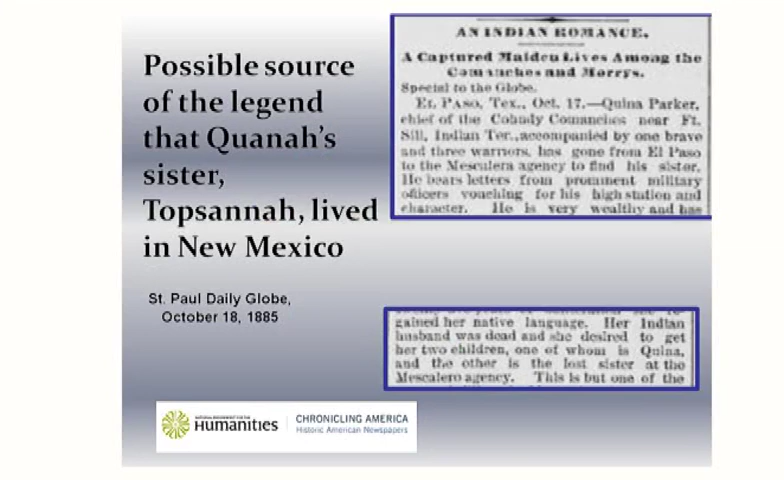 Possible source
of the legend
that Quanah's
sister,
Topsannah, lived
in New Mexico
St. Paul Daily Globe,
October 18, 1885
AN INDIAN ROMANCE.
A Captured Maiden Lives Among the
Comanches and Marrys.
Special to the Globe.
EL PASO, Tex., Oct. 17.—Quina Parker,
chief of the Cohady Comanches near Ft.
Sill, Indian Ter., accompanied by one brave
and three warriors, has gone from El Paso
to the Mesculera agency to find his sister.
He bears letters from prominent military
officers vouching for his high station and
character. He is very wealthy and has
gained her native language. Her Indian
husband was dead and she desired to get
her two children, one of whom is Quina,
and the other is the lost sister at the
Mescalero agency. This is but one of the
NATIONAL ENDOWMENT FOR THE
Humanities
CHRONICLING AMERICA
Historic American Newspapers